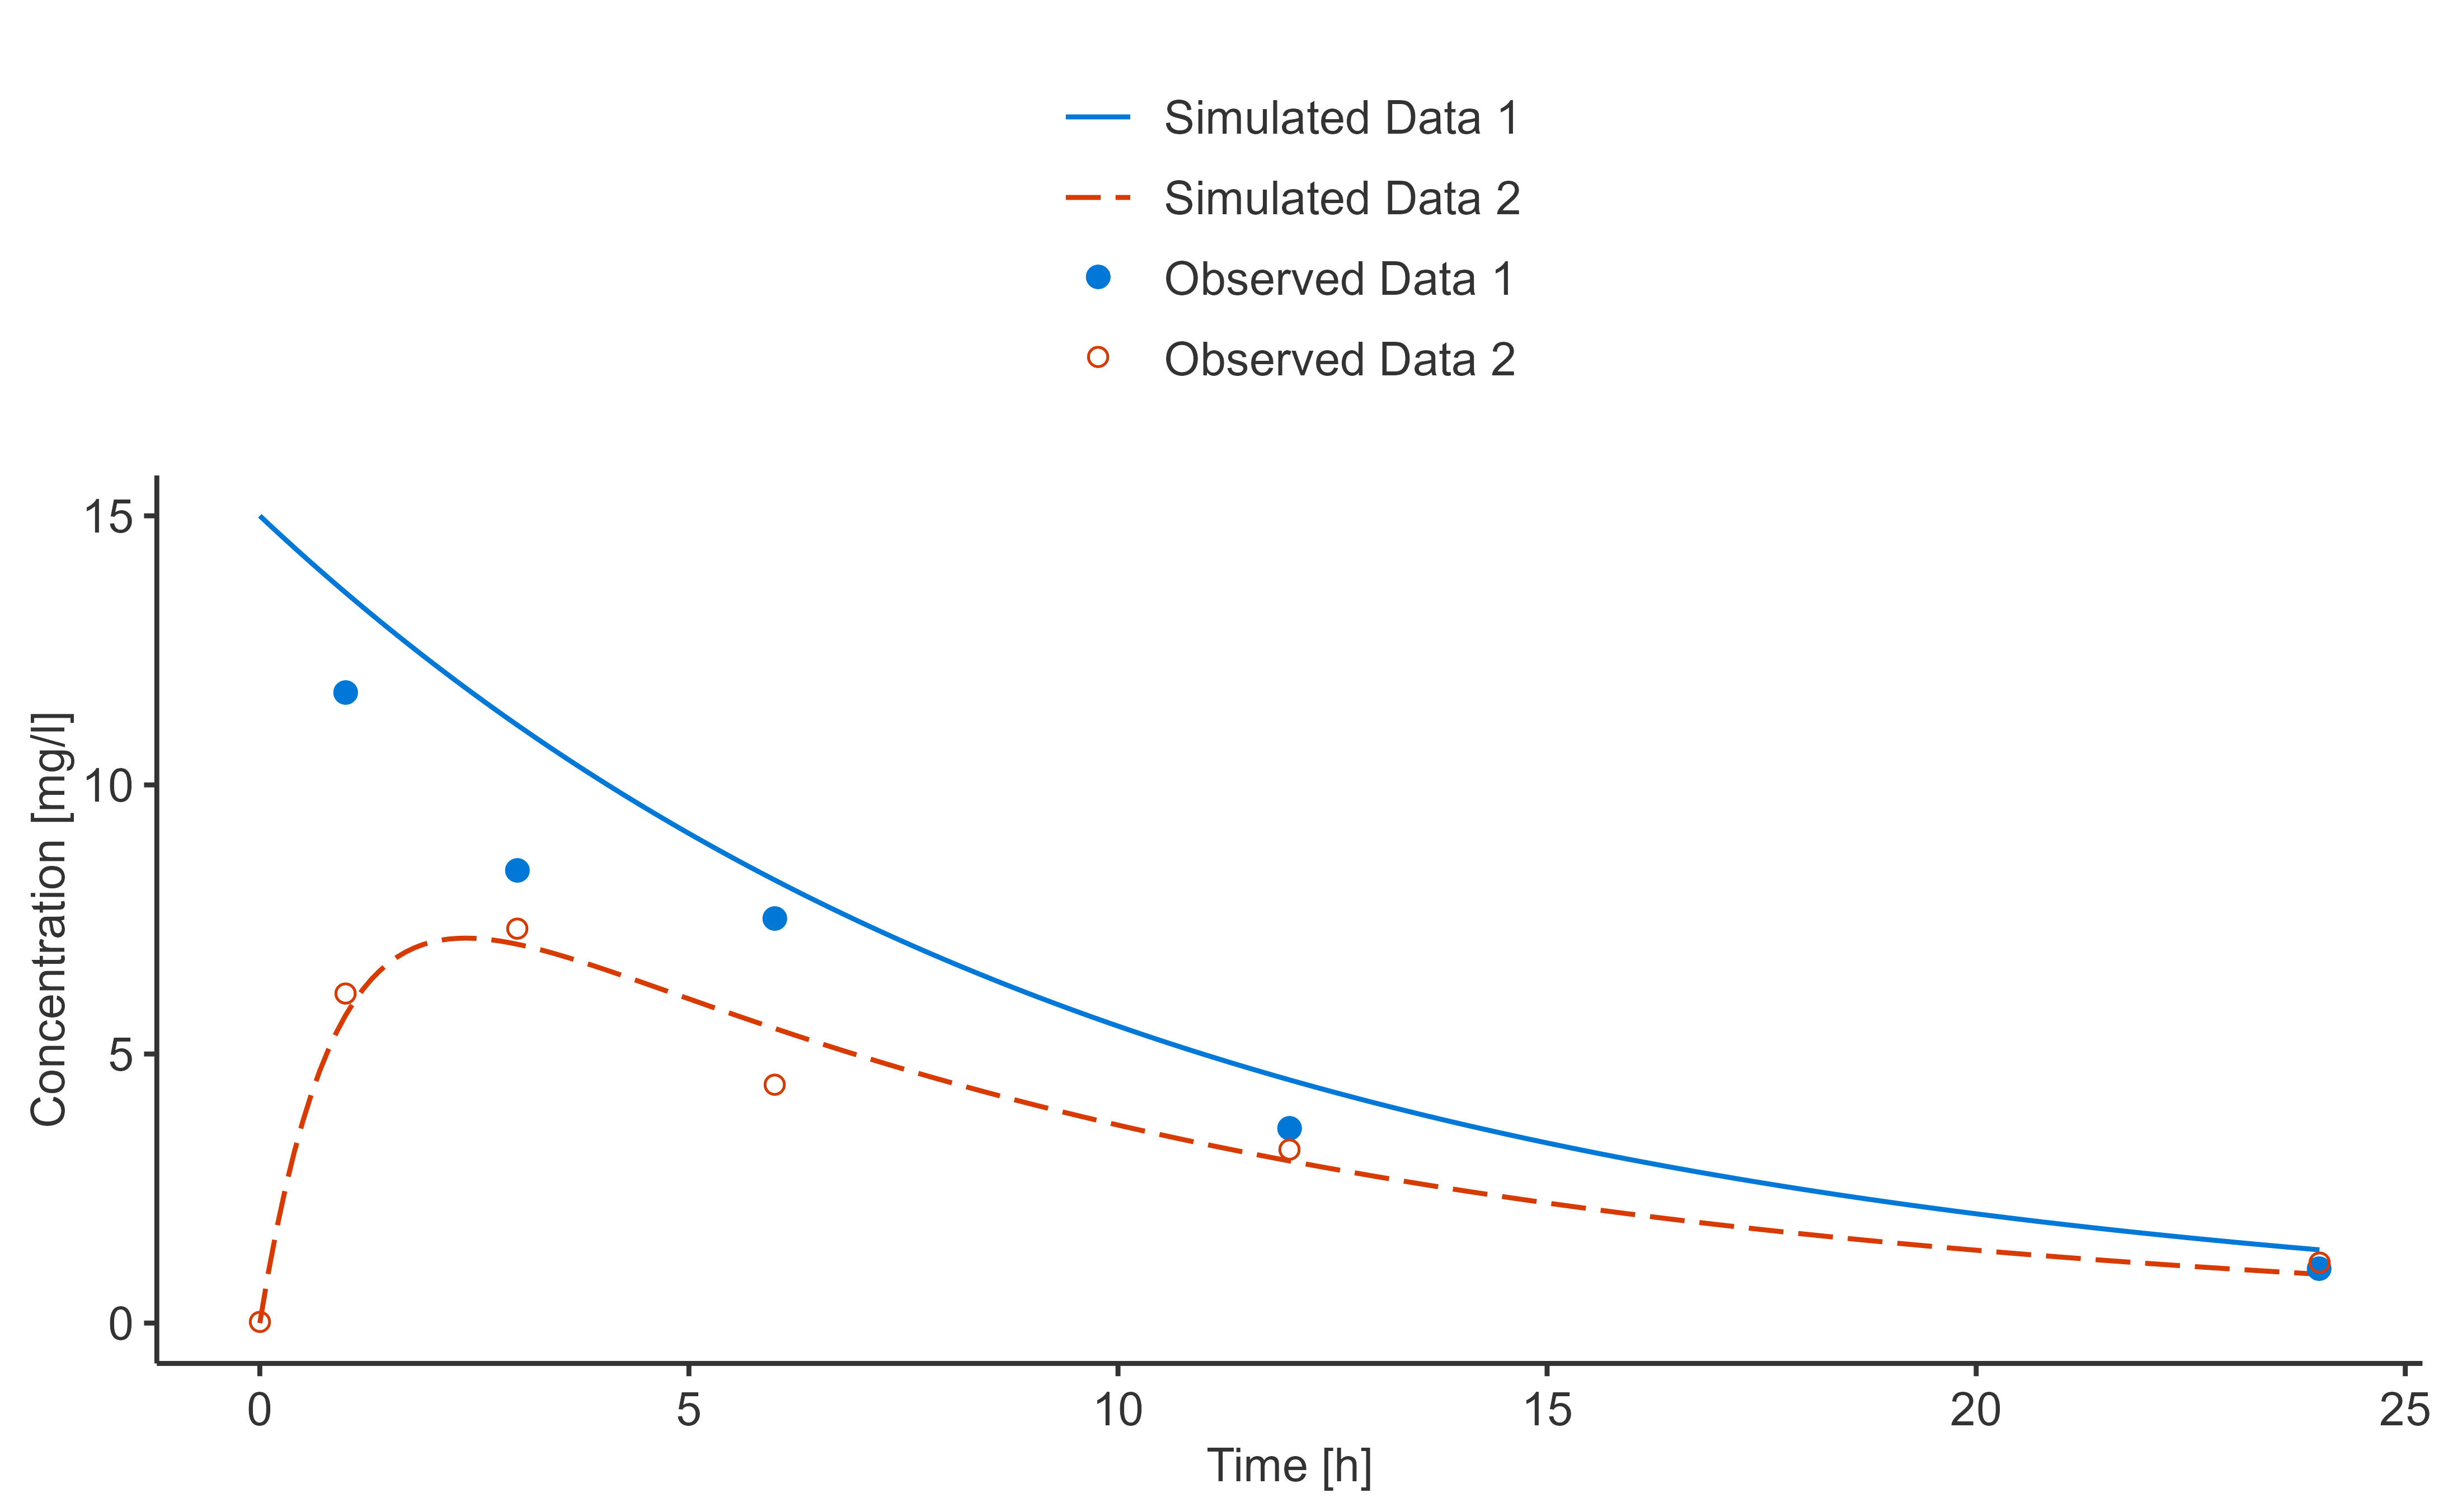 Simulated Data 1
Simulated Data 2
Observed Data 1
Observed Data 2
Concentration [mg/l]
15
10
5
0
0 5 10 15 20 25
Time [h]